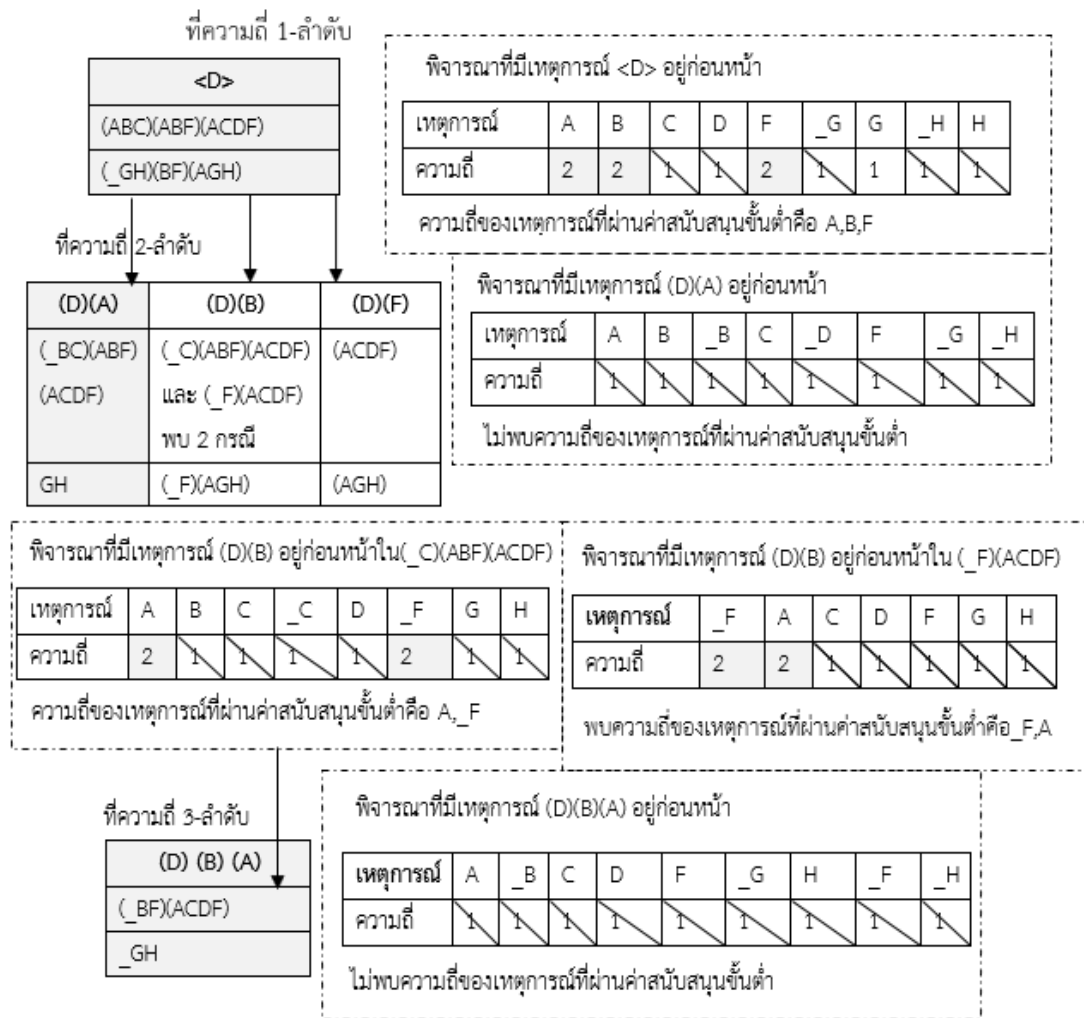 ที่ความถี่ 1-ลำดับ
<D>
(ABC)(ABF)(ACDF)
(_GH)(BF)(AGH)
พิจารณาที่มีเหตุการณ์ <D> อยู่ก่อนหน้า
เหตุการณ์ A B C D F _G G _H H
ความถี่ 2 2 1 1 2 1 1 1 1
ความถี่ของเหตุการณ์ที่ผ่านค่าสนับสนุนขั้นต่ำคือ A,B,F
ที่ความถี่ 2-ลำดับ
(D)(A) (D)(B) (D)(F)
(_BC)(ABF) (_C)(ABF)(ACDF) (ACDF)
(ACDF) และ (_F)(ACDF)
พบ 2 กรณี
GH (_F)(AGH) (AGH)
พิจารณาที่มีเหตุการณ์ (D)(A) อยู่ก่อนหน้า
เหตุการณ์ A B _B C _D F _G _H
ความถี่ 1 1 1 1 1 1 1 1
ไม่พบความถี่ของเหตุการณ์ที่ผ่านค่าสนับสนุนขั้นต่ำ
พิจารณาที่มีเหตุการณ์ (D)(B) อยู่ก่อนหน้าใน(_C)(ABF)(ACDF)
เหตุการณ์ A B C _C D _F G H
ความถี่ 2 1 1 1 1 2 1 1
ความถี่ของเหตุการณ์ที่ผ่านค่าสนับสนุนขั้นต่ำคือ A,_F
พิจารณาที่มีเหตุการณ์ (D)(B) อยู่ก่อนหน้าใน (_F)(ACDF)
เหตุการณ์ _F A C D F G H
ความถี่ 2 2 1 1 1 1 1
พบความถี่ของเหตุการณ์ที่ผ่านค่าสนับสนุนขั้นต่ำคือ_F,A
ที่ความถี่ 3-ลำดับ
(D) (B) (A)
(_BF)(ACDF)
_GH
พิจารณาที่มีเหตุการณ์ (D)(B)(A) อยู่ก่อนหน้า
เหตุการณ์ A _B C D F _G H _F _H
ความถี่ 1 1 1 1 1 1 1 1 1
ไม่พบความถี่ของเหตุการณ์ที่ผ่านค่าสนับสนุนขั้นต่ำ